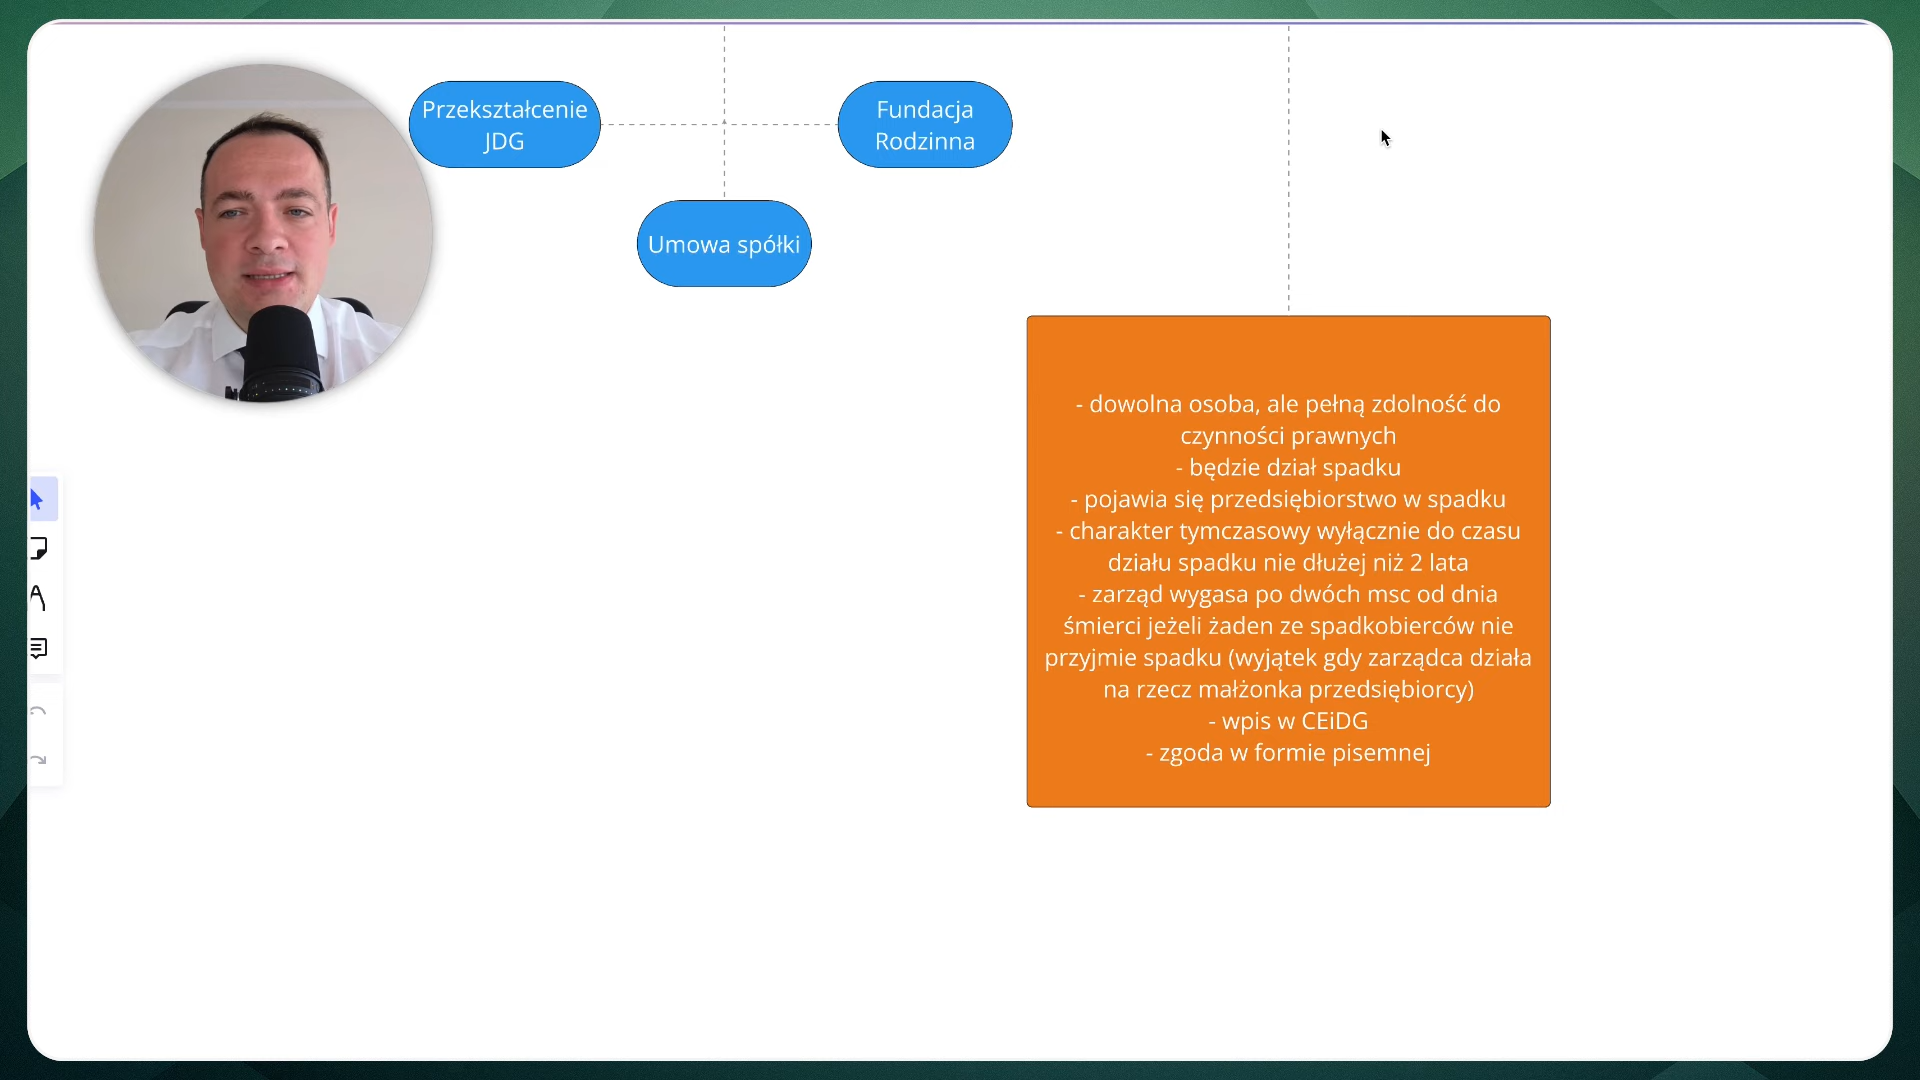 Przekształcenie
JDG
Fundacja
Rodzinna
Umowa spółki
- dowolna osoba, ale pełną zdolność do
czynności prawnych
- będzie dział spadku
- pojawia się przedsiębiorstwo w spadku
- charakter tymczasowy wyłącznie do czasu
działu spadku nie dłużej niż 2 lata
- zarząd wygasa po dwóch msc od dnia
śmierci jeżeli żaden ze spadkobierców nie
przyjmie spadku (wyjątek gdy zarządca działa
na rzecz małżonka przedsiębiorcy)
- wpis w CEiDG
- zgoda w formie pisemnej